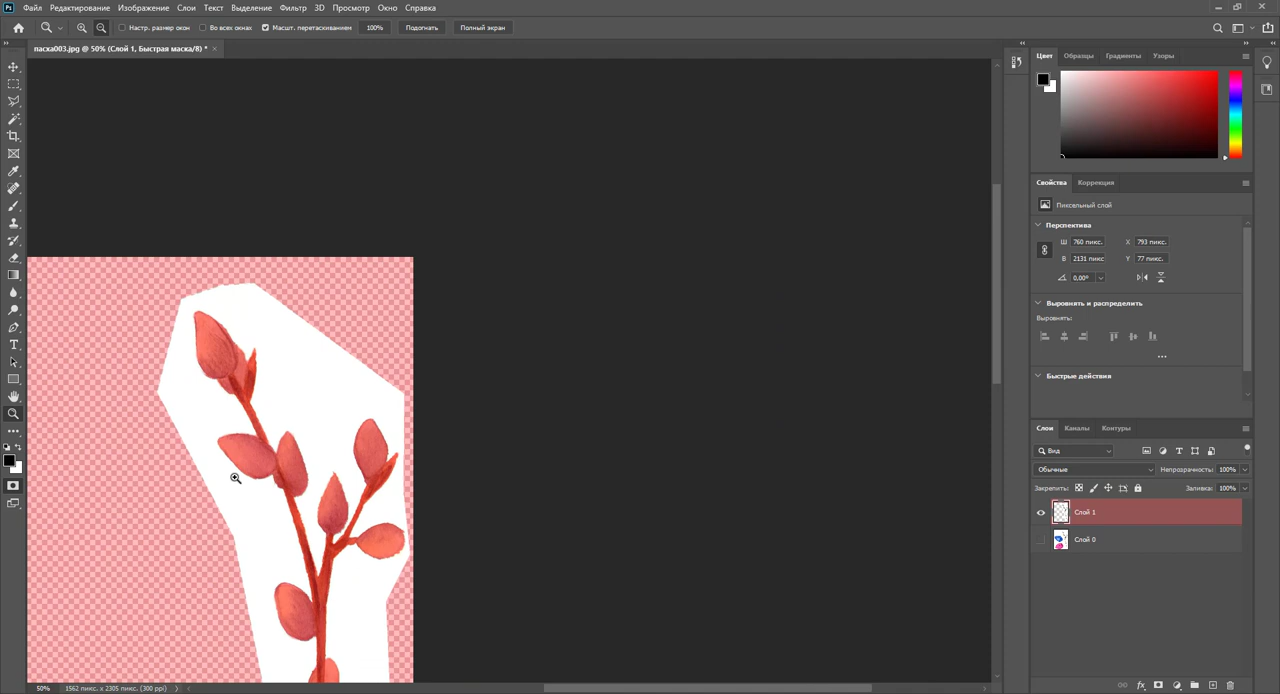 Ps Файл Редактирование Изображение Слои Текст Выделение Фильтр 3D Просмотр Окно Справка
Настр. размер окон Во всех окнах Масшт. перетаскиванием 100% Подогнать Полный экран
пасха003.jpg @ 50% (Слой 1, Быстрая маска/8) *
Цвет Образцы Градиенты Узоры
Свойства Коррекция
Пиксельный слой
Перспектива
Ш 760 пикс. X 793 пикс.
В 2131 пикс Y 77 пикс.
0,00°
Выровнять и распределить
Выровнять:
Быстрые действия
Слои Каналы Контуры
Вид
Обычные Непрозрачность: 100%
Закрепить: Заливка: 100%
Слой 1
Слой 0
50% 1562 пикс. x 2305 пикс. (300 ppi)